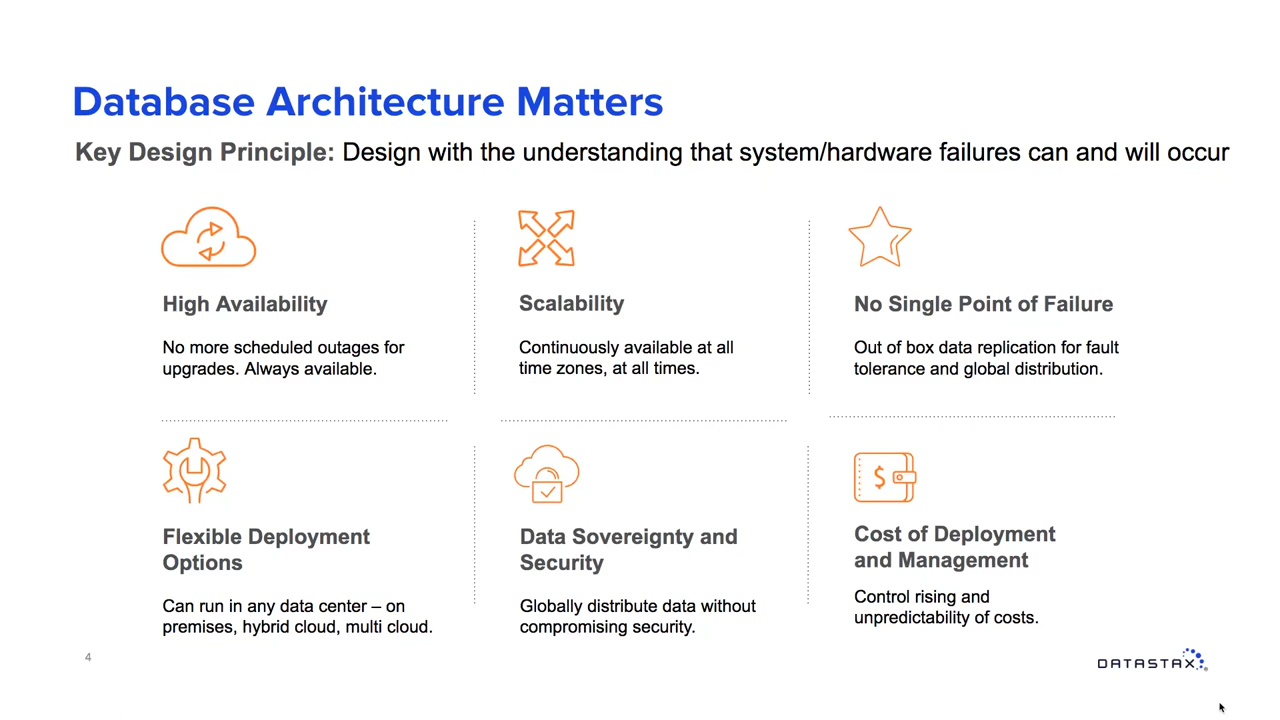 Database Architecture Matters
Key Design Principle: Design with the understanding that system/hardware failures can and will occur
High Availability
No more scheduled outages for
upgrades. Always available.
Scalability
Continuously available at all
time zones, at all times.
No Single Point of Failure
Out of box data replication for fault
tolerance and global distribution.
Flexible Deployment
Options
Can run in any data center – on
premises, hybrid cloud, multi cloud.
Data Sovereignty and
Security
Globally distribute data without
compromising security.
$
Cost of Deployment
and Management
Control rising and
unpredictability of costs.
4
DATASTAX®